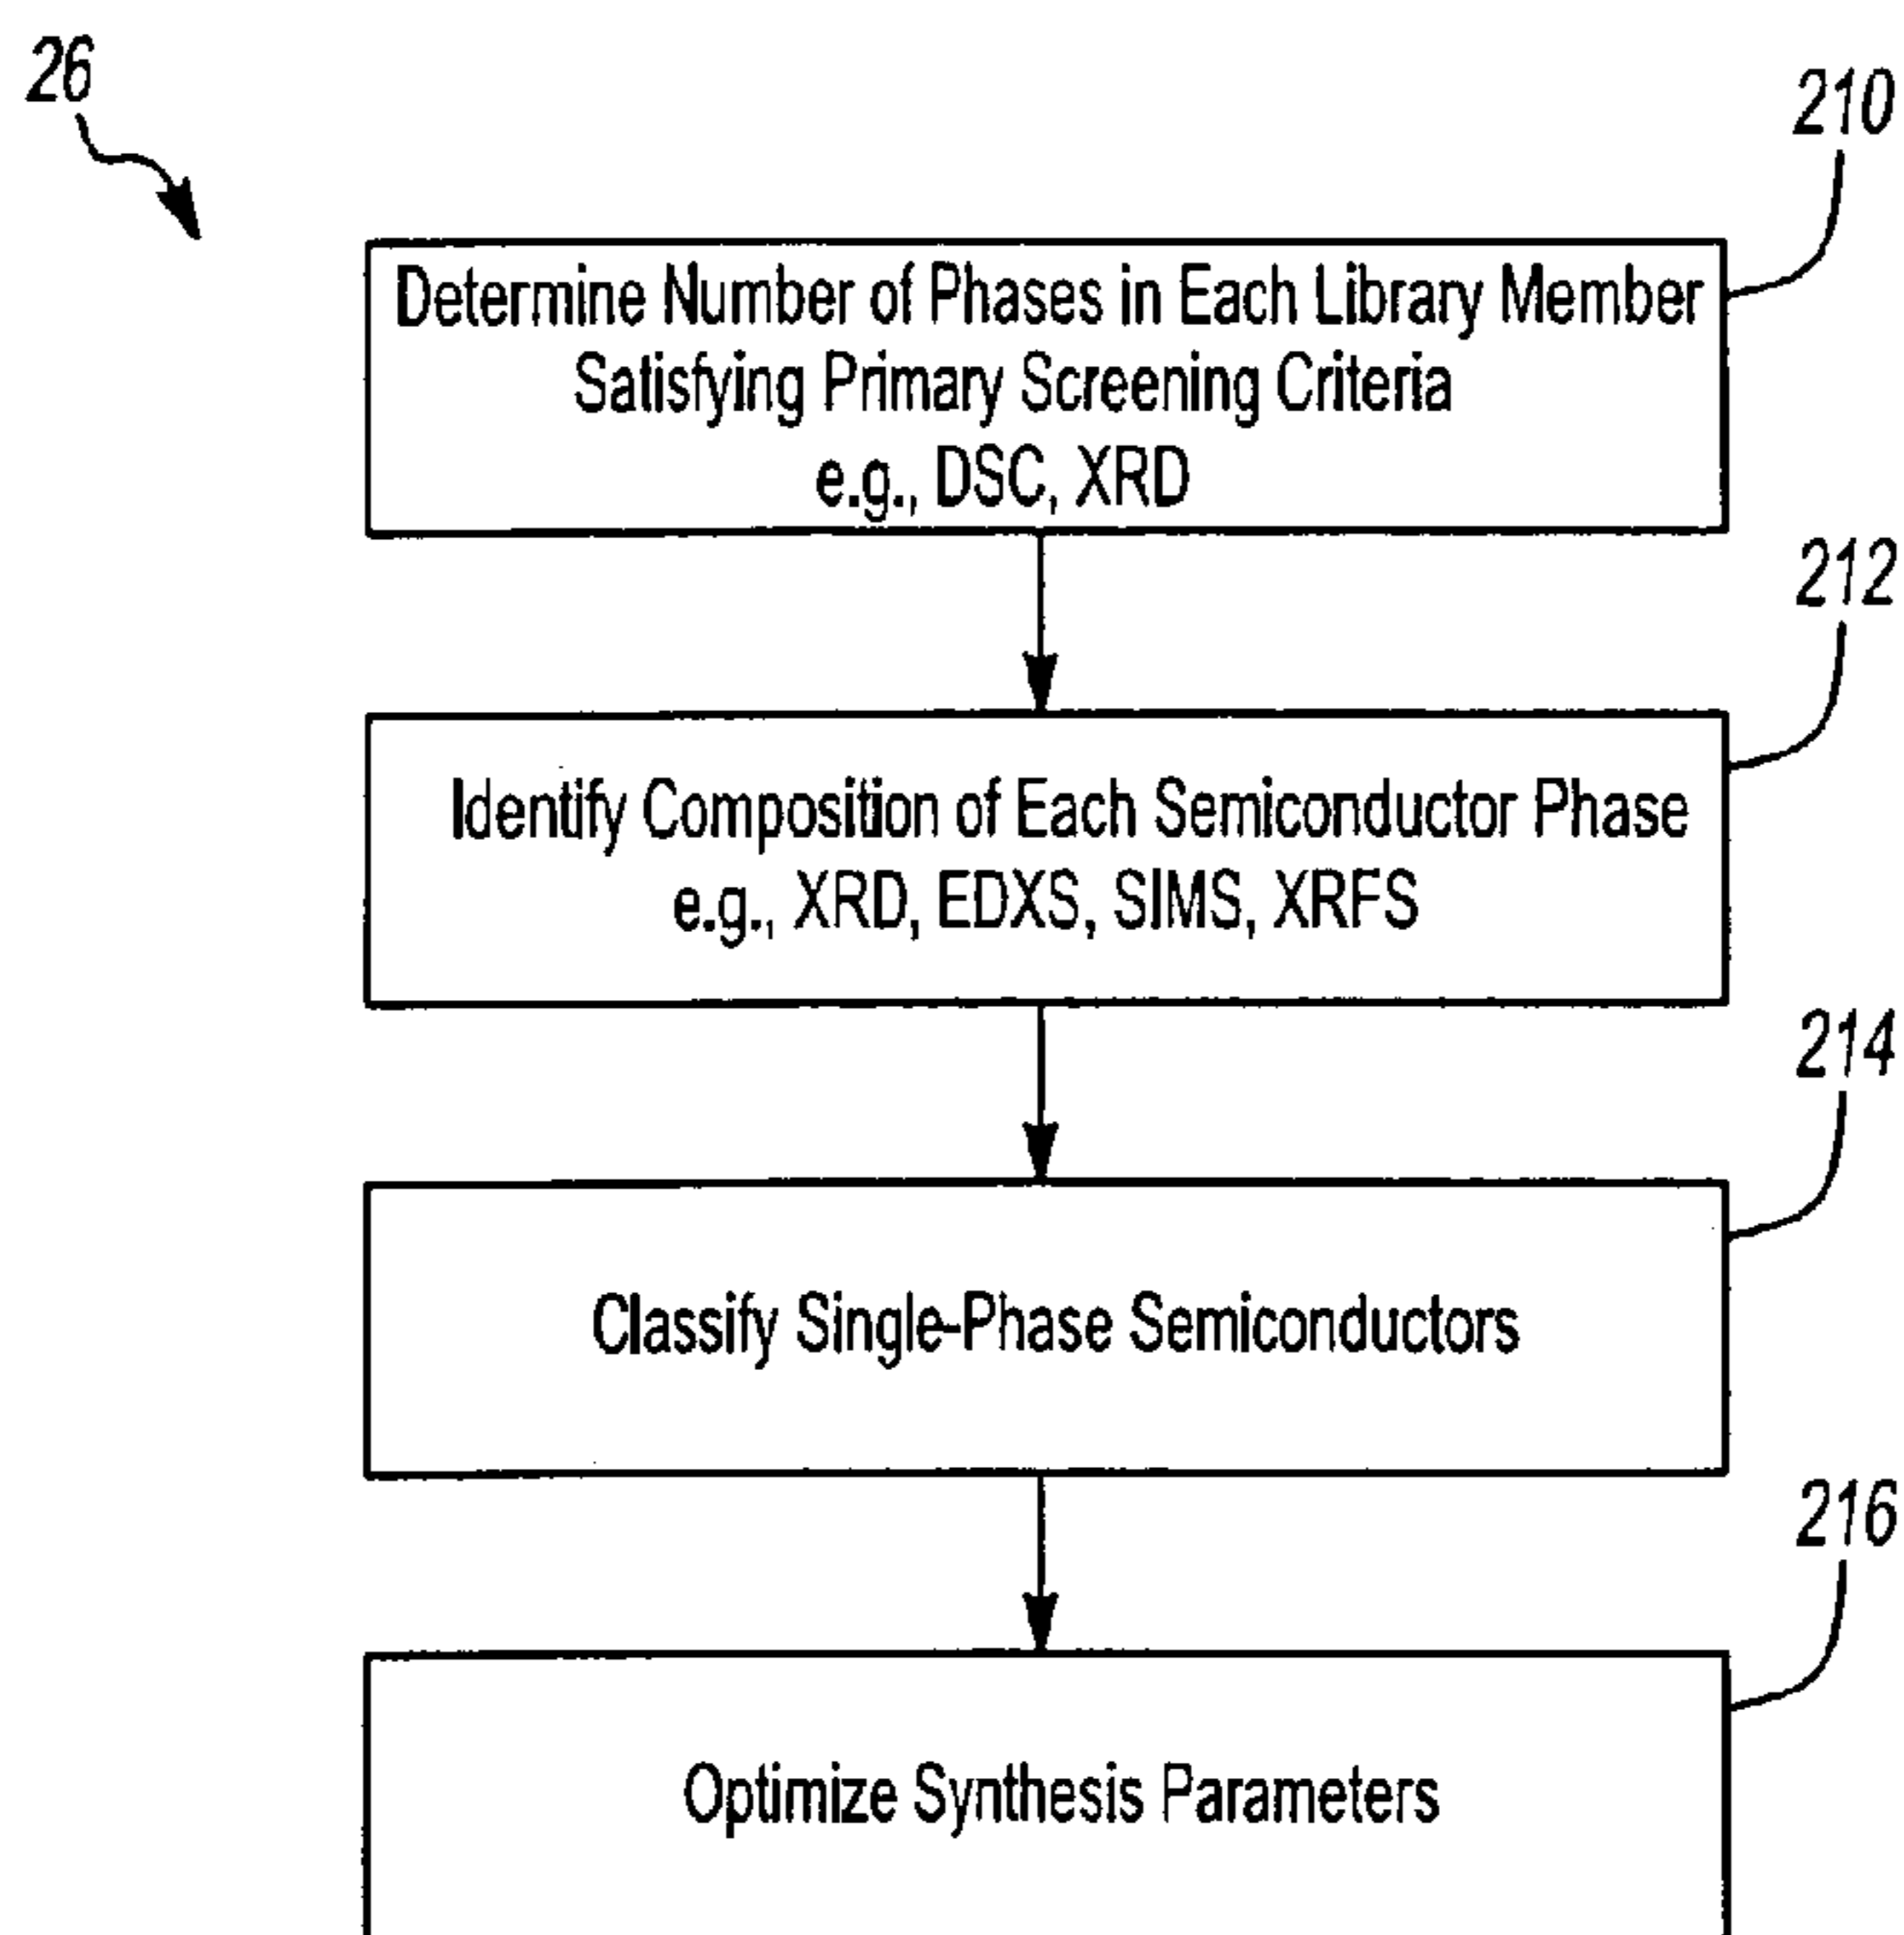 26
210
Determine Number of Phases in Each Library Member
Satisfying Primary Screening Criteria
e.g., DSC, XRD
212
Identify Composition of Each Semiconductor Phase
e.g., XRD, EDXS, SIMS, XRFS
214
Classify Single-Phase Semiconductors
216
Optimize Synthesis Parameters